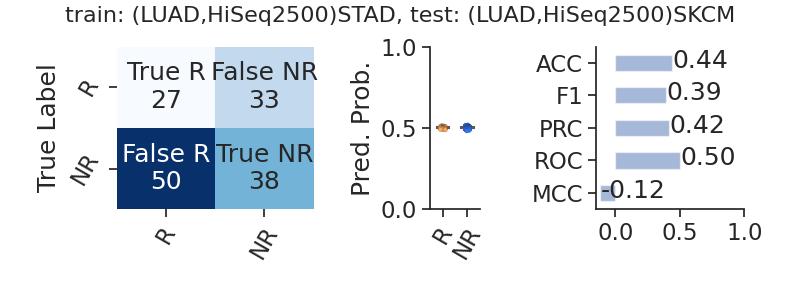 train: (LUAD,HiSeq2500)STAD, test: (LUAD,HiSeq2500)SKCM
True Label
R
NR
True R
27
False NR
33
False R
50
True NR
38
R
NR
Pred. Prob.
1.0
0.5
0.0
R
NR
ACC
0.44
F1
0.39
PRC
0.42
ROC
0.50
MCC
-0.12
0.0
0.5
1.0